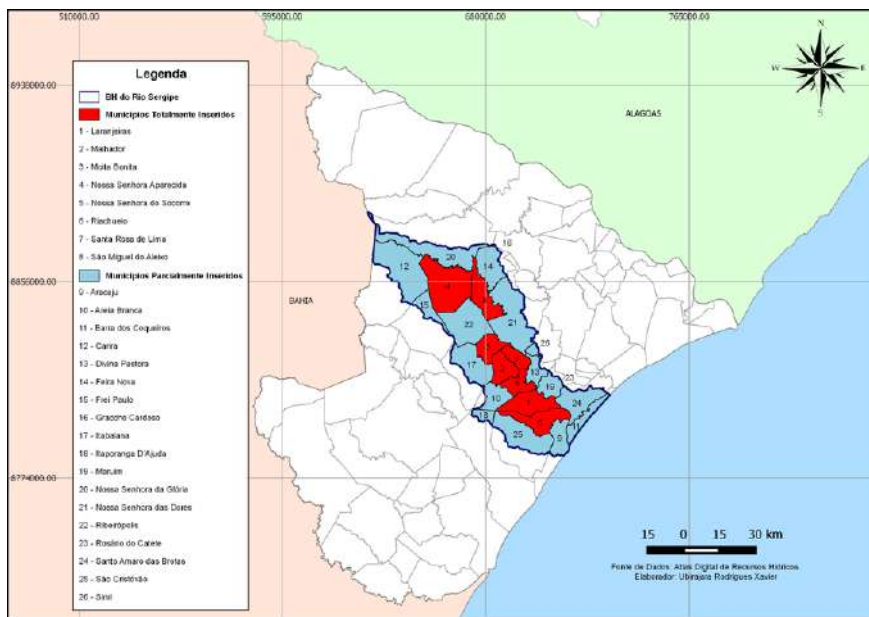 510000.00 595000.00 680000.00 765000.00
8938000.00
8856000.00
8774000.00
N
W E
S
Legenda
BH do Rio Sergipe
Municípios Totalmente Inseridos
1 - Laranjeiras
2 - Malhador
3 - Moita Bonita
4 - Nossa Senhora Aparecida
5 - Nossa Senhora do Socorro
6 - Riachuelo
7 - Santa Rosa de Lima
8 - São Miguel do Aleixo
Municípios Parcialmente Inseridos
9 - Aracaju
10 - Areia Branca
11 - Barra dos Coqueiros
12 - Carira
13 - Divina Pastora
14 - Feira Nova
15 - Frei Paulo
16 - Graccho Cardoso
17 - Itabaiana
18 - Itaporanga D'Ajuda
19 - Maruim
20 - Nossa Senhora da Glória
21 - Nossa Senhora das Dores
22 - Ribeirópolis
23 - Rosário do Catete
24 - Santo Amaro das Brotas
25 - São Cristóvão
26 - Siriri
ALAGOAS
BAHIA
16
20
12
14
15
21
22
26
17
13
23
19
10
24
18
11
25
9
15 0 15 30 km
Fonte de Dados: Atlas Digital de Recursos Hídricos
Elaborador: Ubirajara Rodrigues Xavier